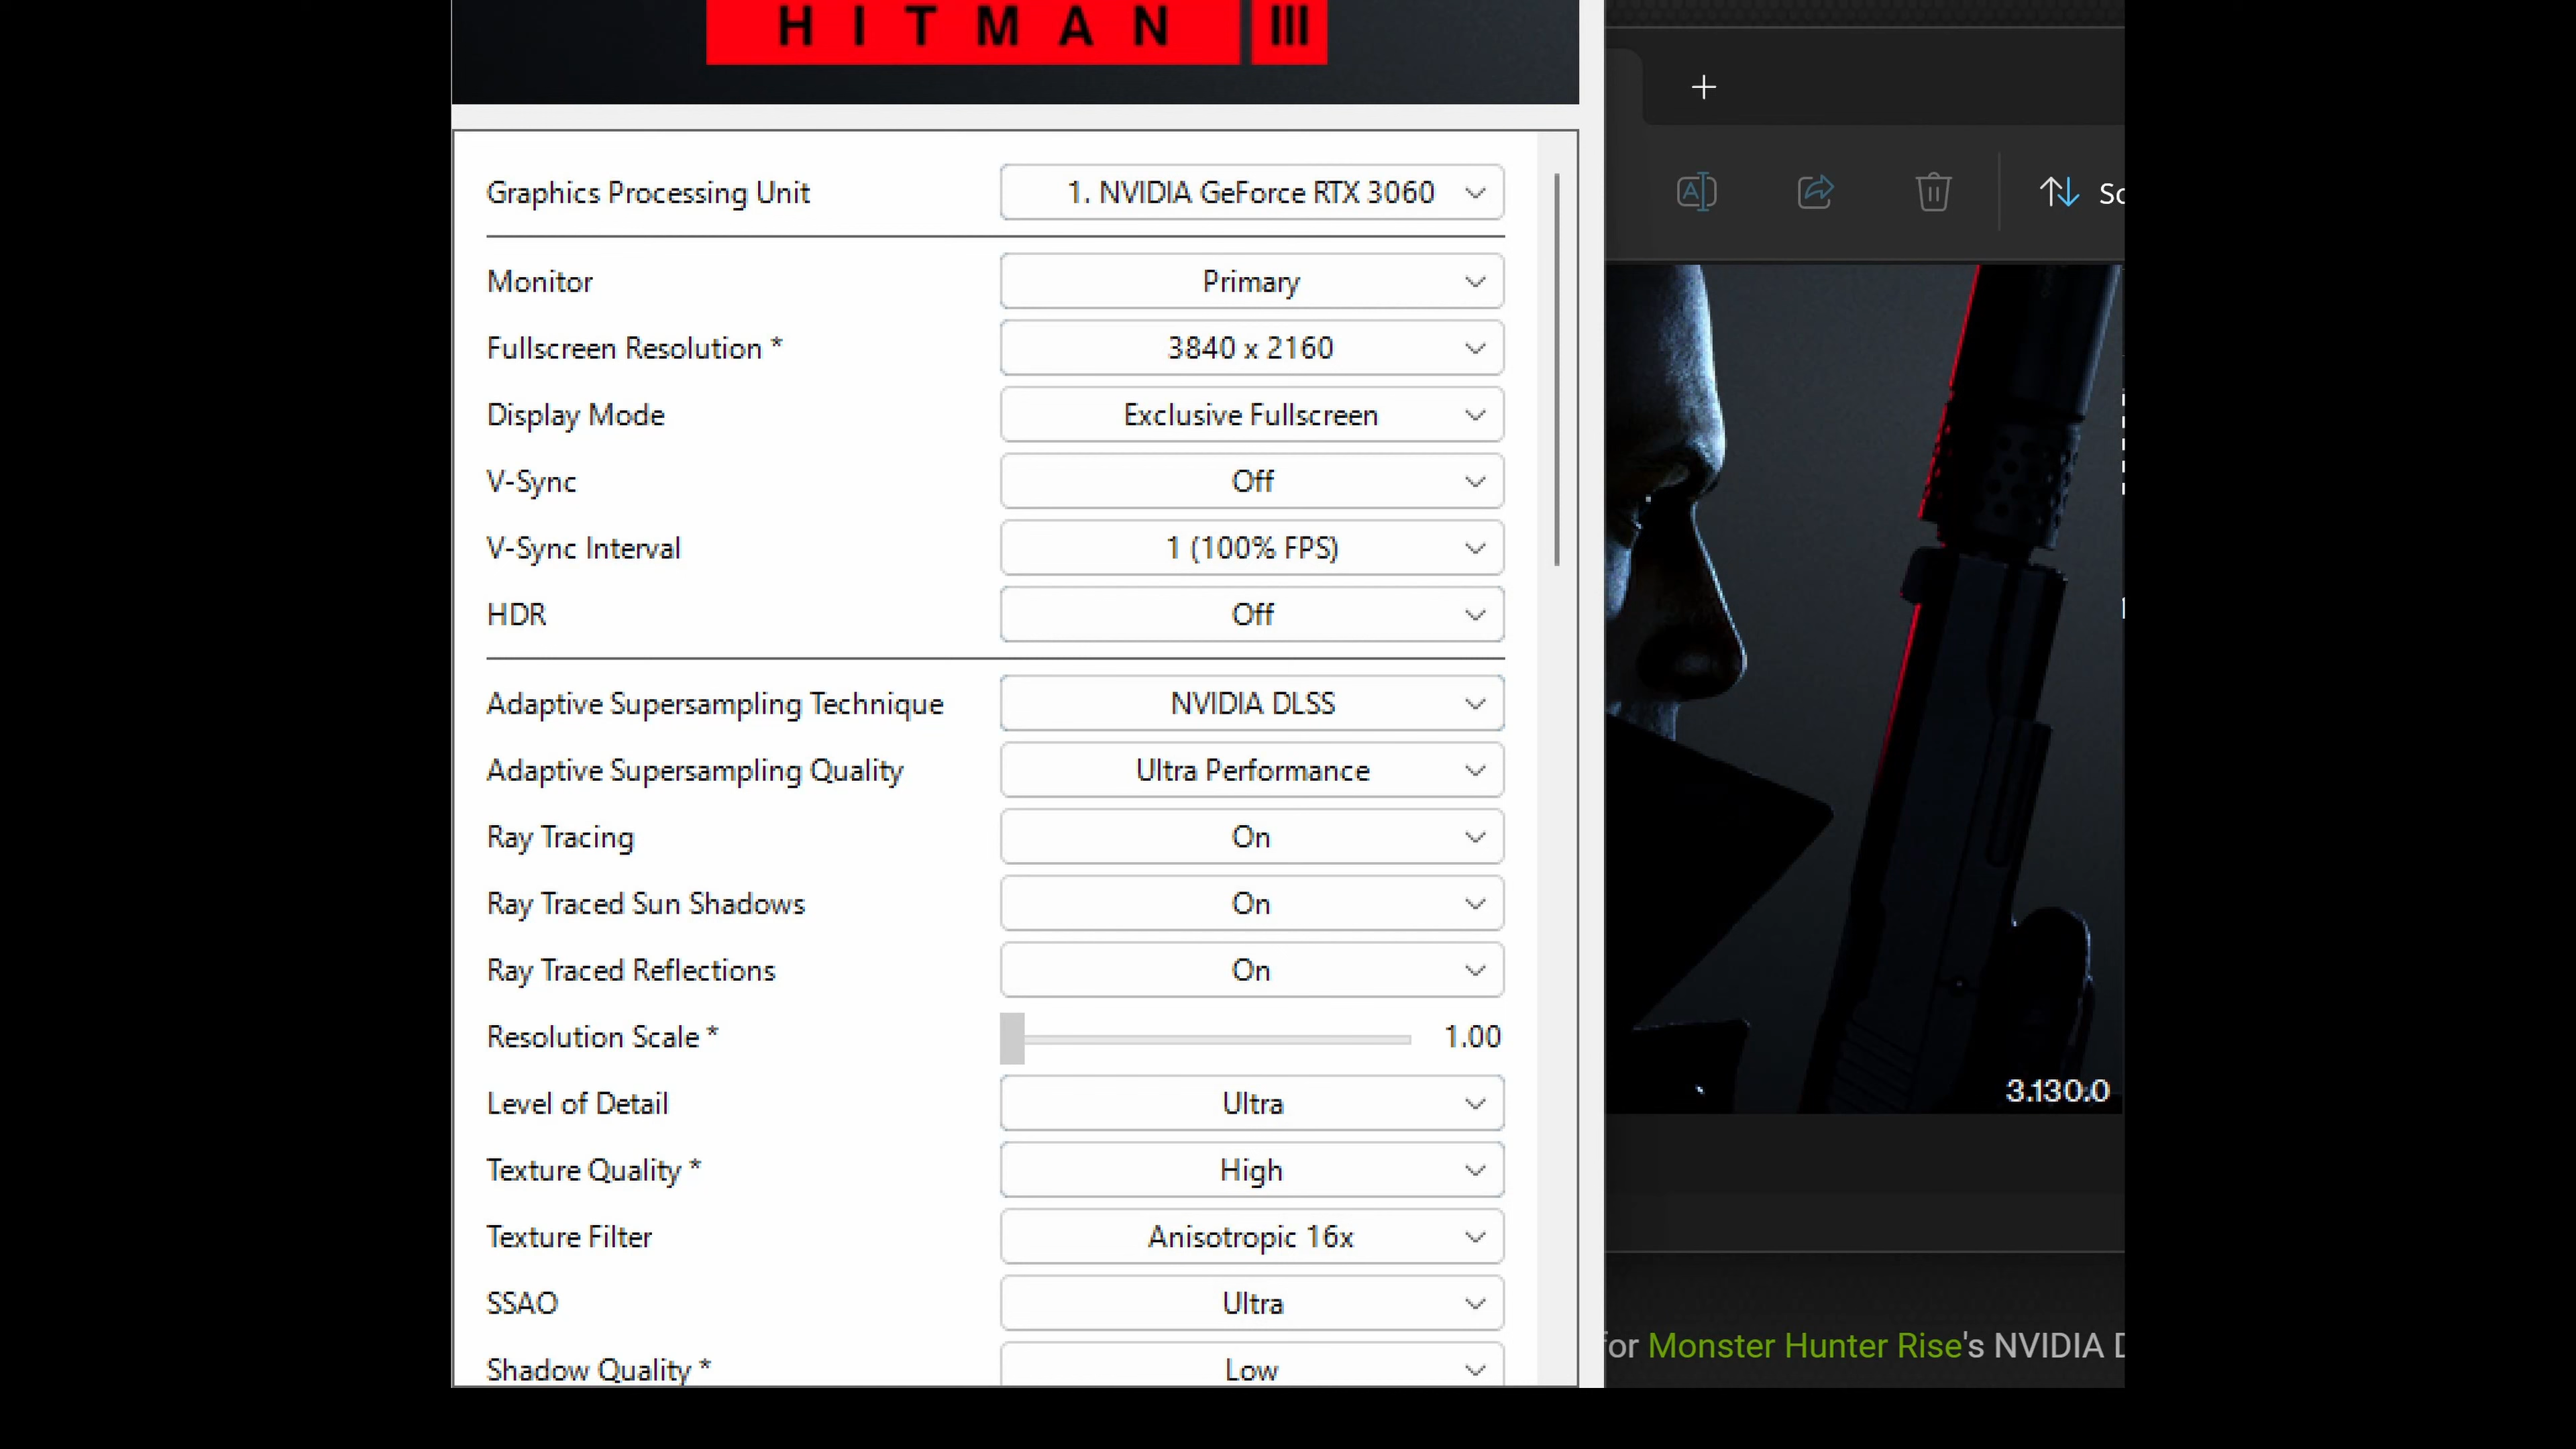 HITMAN III
Graphics Processing Unit 1. NVIDIA GeForce RTX 3060
Monitor Primary
Fullscreen Resolution * 3840 x 2160
Display Mode Exclusive Fullscreen
V-Sync Off
V-Sync Interval 1 (100% FPS)
HDR Off
Adaptive Supersampling Technique NVIDIA DLSS
Adaptive Supersampling Quality Ultra Performance
Ray Tracing On
Ray Traced Sun Shadows On
Ray Traced Reflections On
Resolution Scale * 1.00
Level of Detail Ultra
Texture Quality * High
Texture Filter Anisotropic 16x
SSAO Ultra
Shadow Quality * Low
3.130.0
for Monster Hunter Rise's NVIDIA